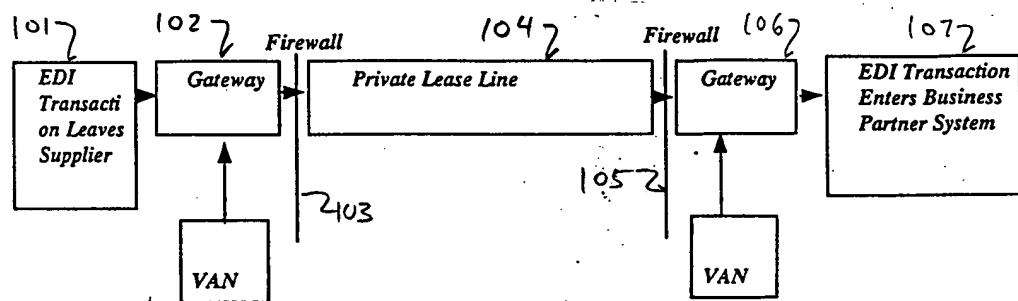 101
102
Firewall
104
Firewall
106
107
EDI
Transacti
on Leaves
Supplier
Gateway
Private Lease Line
Gateway
EDI Transaction
Enters Business
Partner System
103
105
VAN
VAN